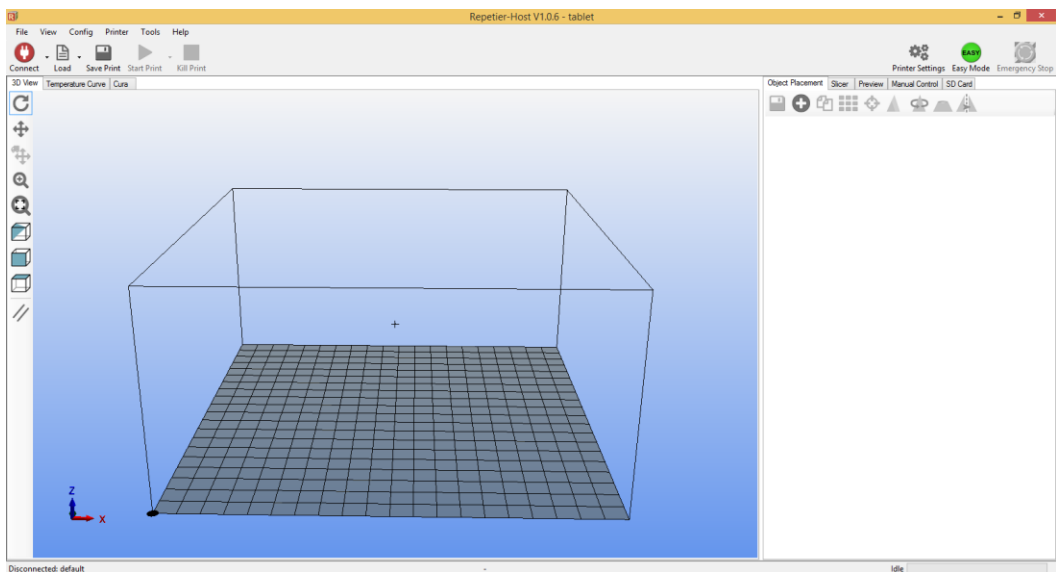 Repetier-Host V1.0.6 - tablet
File View Config Printer Tools Help
Connect Load Save Print Start Print Kill Print Printer Settings EASY Easy Mode Emergency Stop
3D View Temperature Curve Cura Object Placement Slicer Preview Manual Control SD Card
Z
X
Disconnected: default - Idle